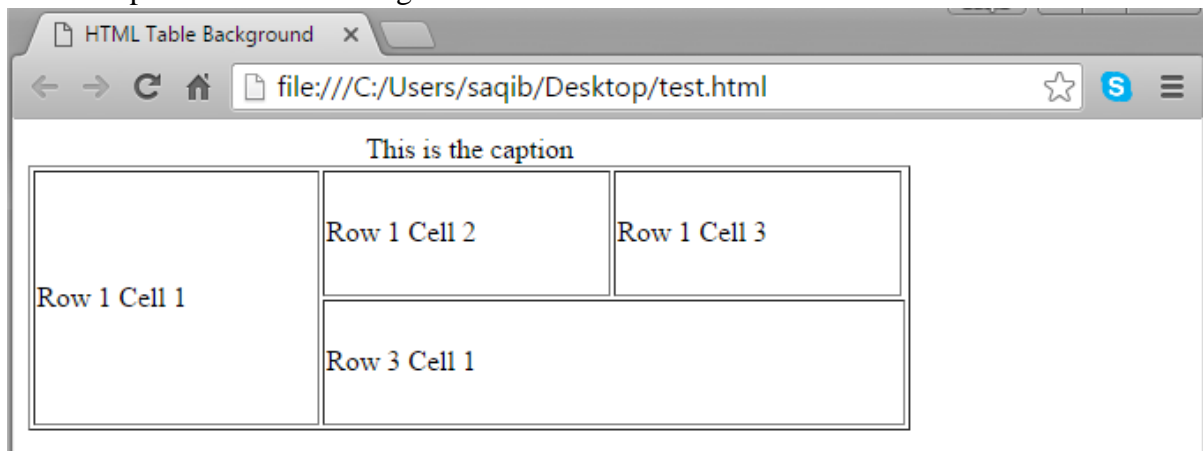 HTML Table Background
file:///C:/Users/saqib/Desktop/test.html
This is the caption
Row 1 Cell 1
Row 1 Cell 2
Row 1 Cell 3
Row 3 Cell 1